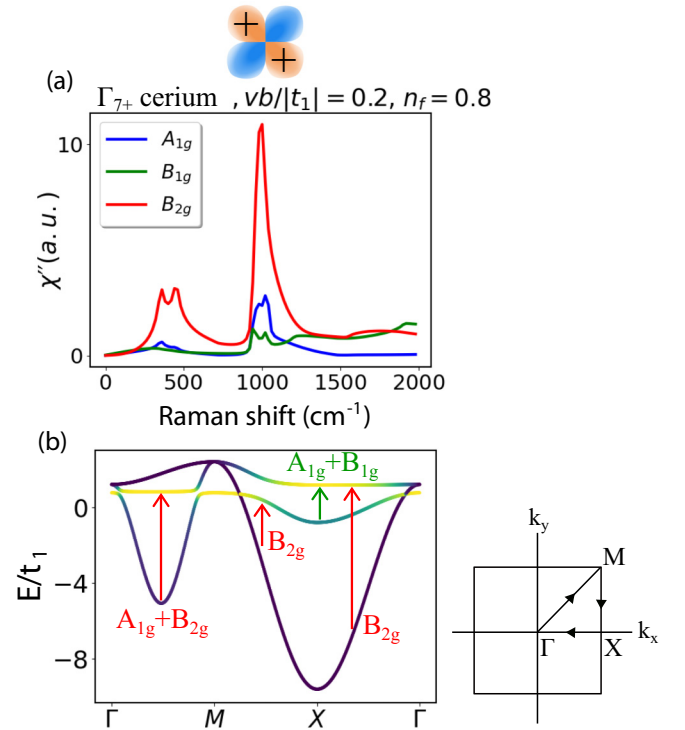 +
+
(a)
Γ7+ cerium , vb/|t1| = 0.2, nf = 0.8
10
0
χ″(a. u.)
A1g
B1g
B2g
0 500 1000 1500 2000
Raman shift (cm-1)
(b)
E/t1
0
−4
−8
A1g+B1g
B2g
A1g+B2g
B2g
Γ M X Γ
ky
M
Γ X kx